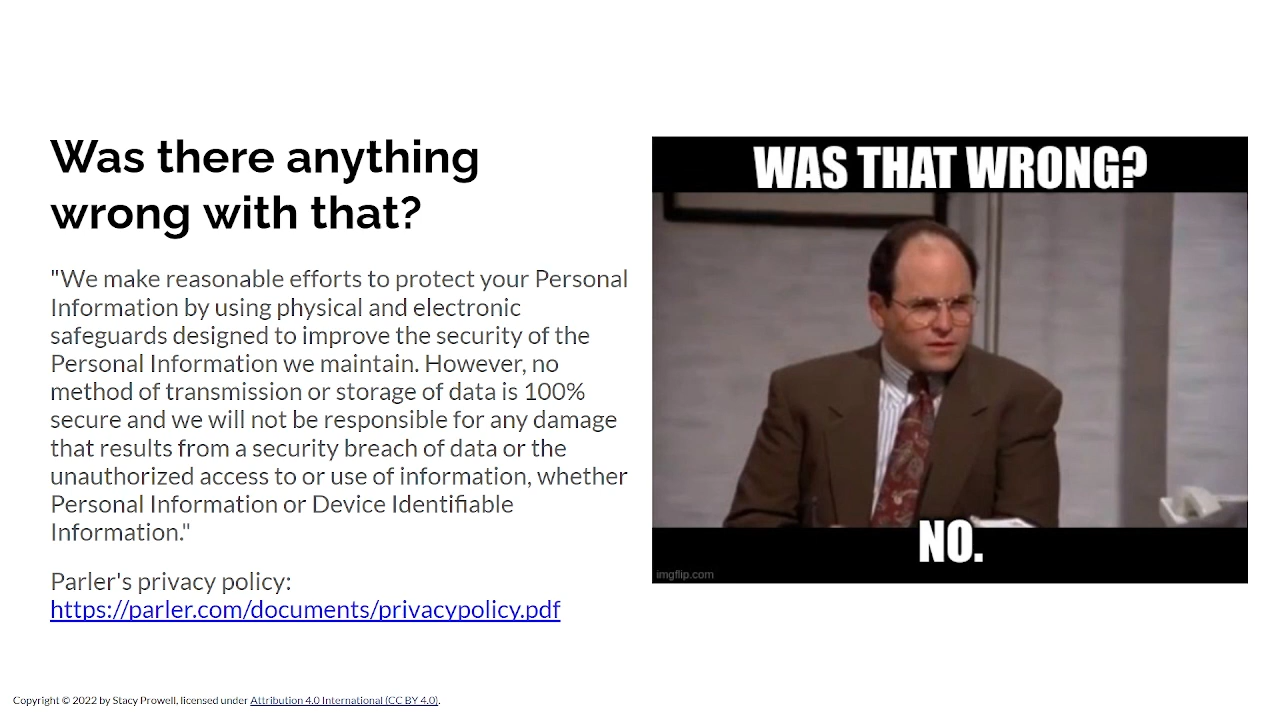 Was there anything
wrong with that?
"We make reasonable efforts to protect your Personal
Information by using physical and electronic
safeguards designed to improve the security of the
Personal Information we maintain. However, no
method of transmission or storage of data is 100%
secure and we will not be responsible for any damage
that results from a security breach of data or the
unauthorized access to or use of information, whether
Personal Information or Device Identifiable
Information."
Parler's privacy policy:
https://parler.com/documents/privacypolicy.pdf
WAS THAT WRONG?
NO.
imgflip.com
Copyright © 2022 by Stacy Prowell, licensed under Attribution 4.0 International (CC BY 4.0).